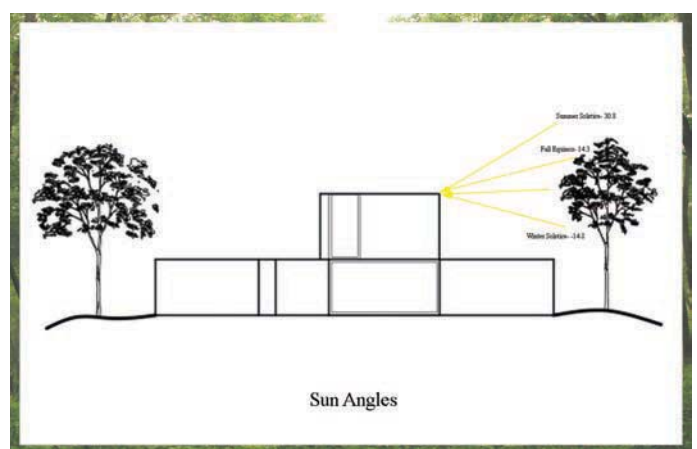 Summer Solstice- 30.8
Fall Equinox- 14.3
Winter Solstice- -14.2
Sun Angles